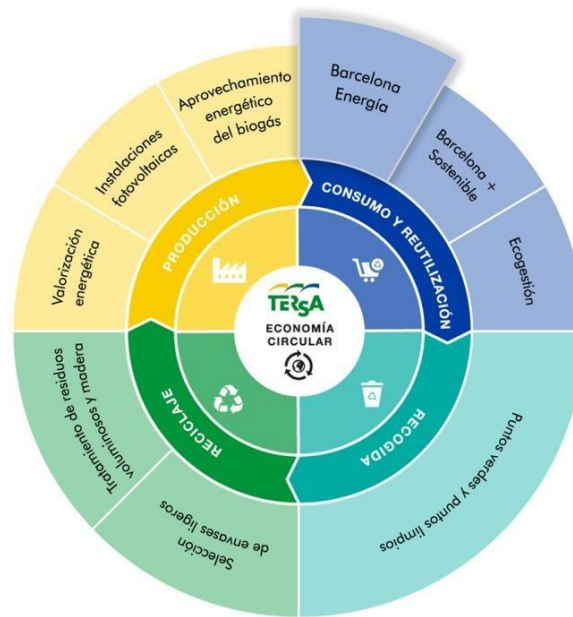 Barcelona
Energía
Barcelona +
Sostenible
Ecogestión
Puntos verdes y puntos limpios
Selección
de envases ligeros
Tratamiento de residuos
voluminosos y madera
Valorización
energética
Instalaciones
fotovoltaicas
Aprovechamiento
energético
del biogás
PRODUCCIÓN
CONSUMO Y REUTILIZACIÓN
RECOGIDA
RECICLAJE
TERSA
ECONOMÍA
CIRCULAR